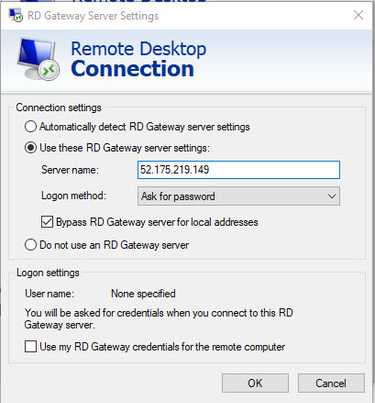 RD Gateway Server Settings
Remote Desktop
Connection
Connection settings
Automatically detect RD Gateway server settings
Use these RD Gateway server settings:
Server name:
52.175.219.149
Logon method:
Ask for password
Bypass RD Gateway server for local addresses
Do not use an RD Gateway server
Logon settings
User name:
None specified
You will be asked for credentials when you connect to this RD
Gateway server.
Use my RD Gateway credentials for the remote computer
OK
Cancel